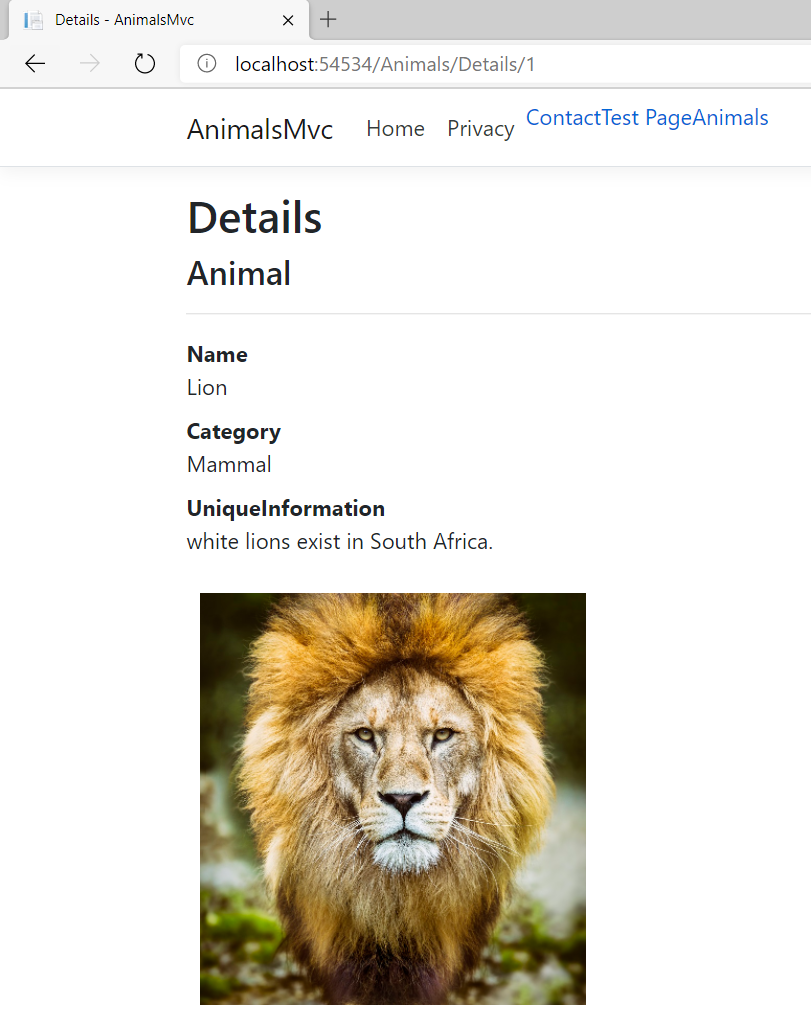 Details - AnimalsMvc
localhost:54534/Animals/Details/1
AnimalsMvc Home Privacy ContactTest PageAnimals
Details
Animal
Name
Lion
Category
Mammal
UniqueInformation
white lions exist in South Africa.